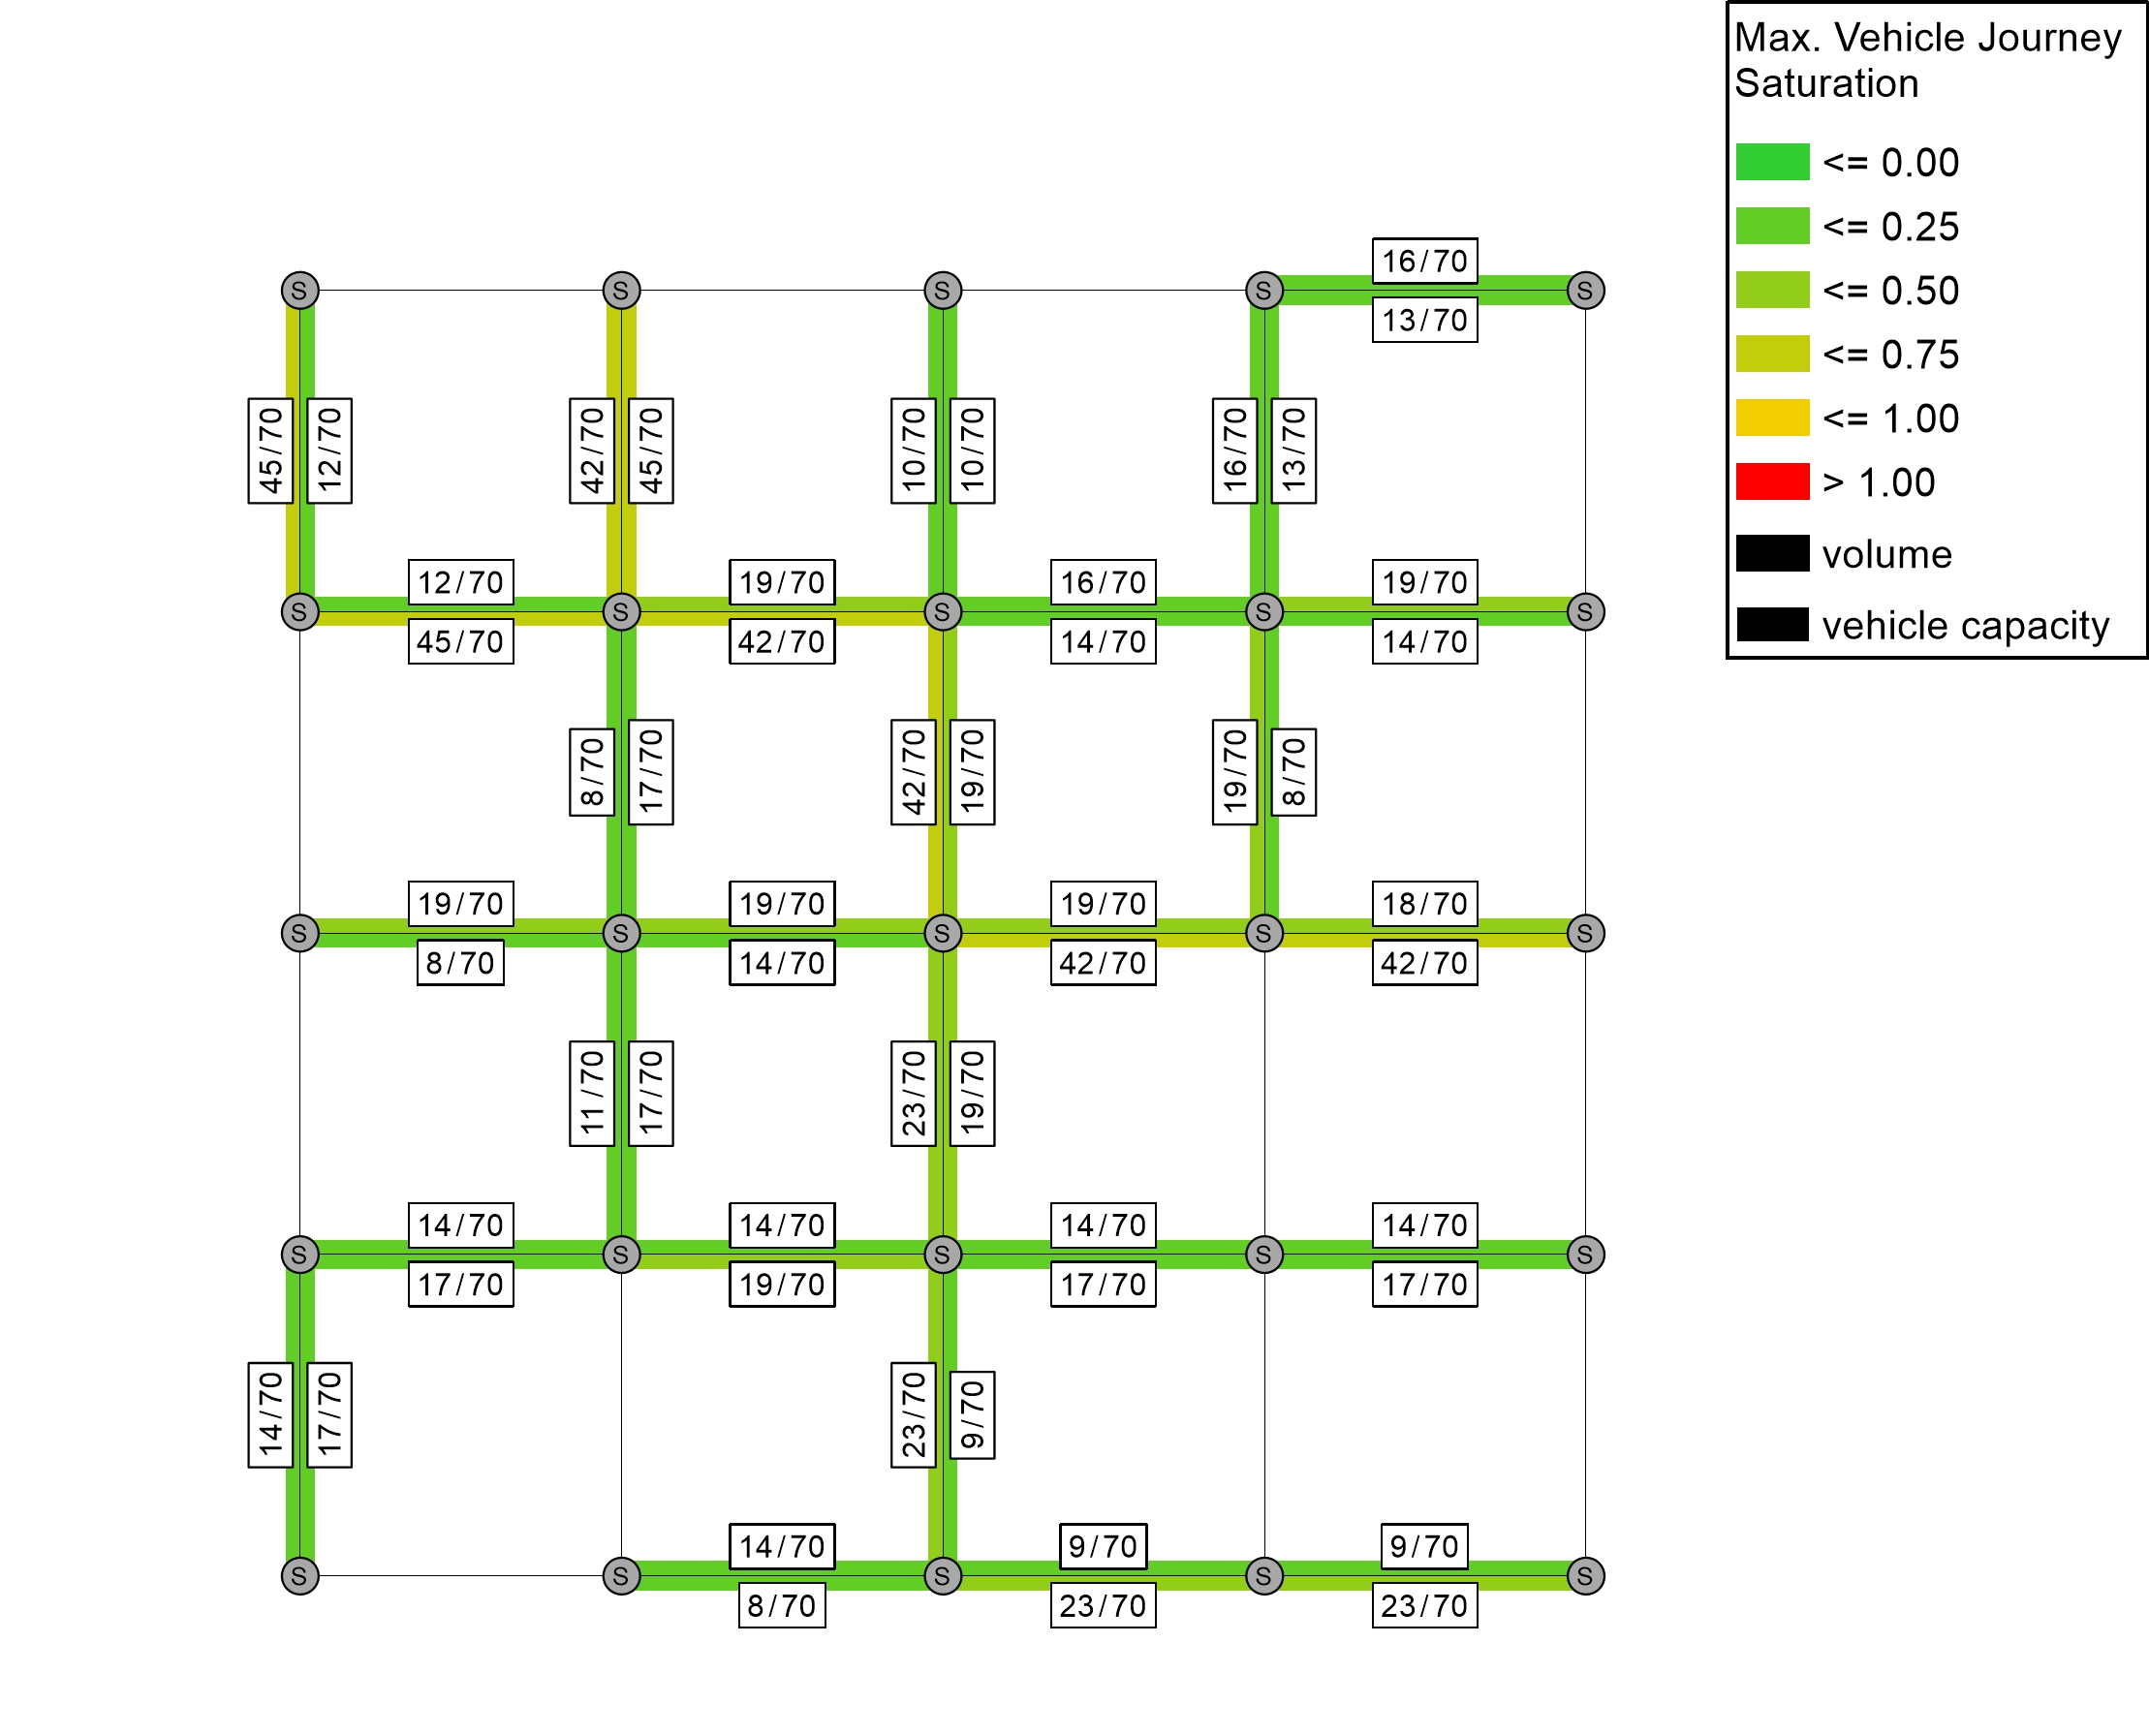 Max. Vehicle Journey
Saturation
<= 0.00
<= 0.25
<= 0.50
<= 0.75
<= 1.00
> 1.00
volume
vehicle capacity
16/70
S S S S S
13/70
45/70 12/70 42/70 45/70 10/70 10/70 16/70 13/70
12/70 19/70 16/70 19/70
S S S S S
45/70 42/70 14/70 14/70
8/70 17/70 42/70 19/70 19/70 8/70
19/70 19/70 19/70 18/70
S S S S S
8/70 14/70 42/70 42/70
11/70 17/70 23/70 19/70
14/70 14/70 14/70 14/70
S S S S S
17/70 19/70 17/70 17/70
14/70 17/70 23/70 9/70
14/70 9/70 9/70
S S S S S
8/70 23/70 23/70